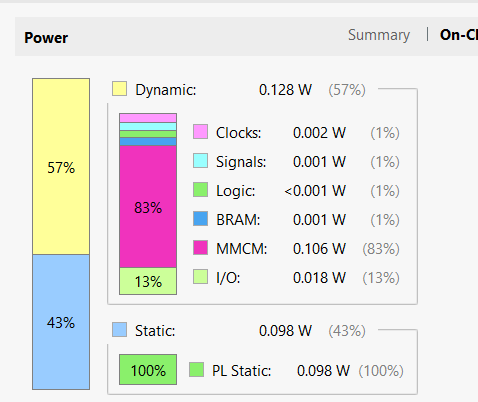 Power Summary | On-Cl
Dynamic: 0.128 W (57%)
57%
Clocks: 0.002 W (1%)
Signals: 0.001 W (1%)
Logic: <0.001 W (1%)
BRAM: 0.001 W (1%)
83%
MMCM: 0.106 W (83%)
13%
I/O: 0.018 W (13%)
43%
Static: 0.098 W (43%)
100%
PL Static: 0.098 W (100%)